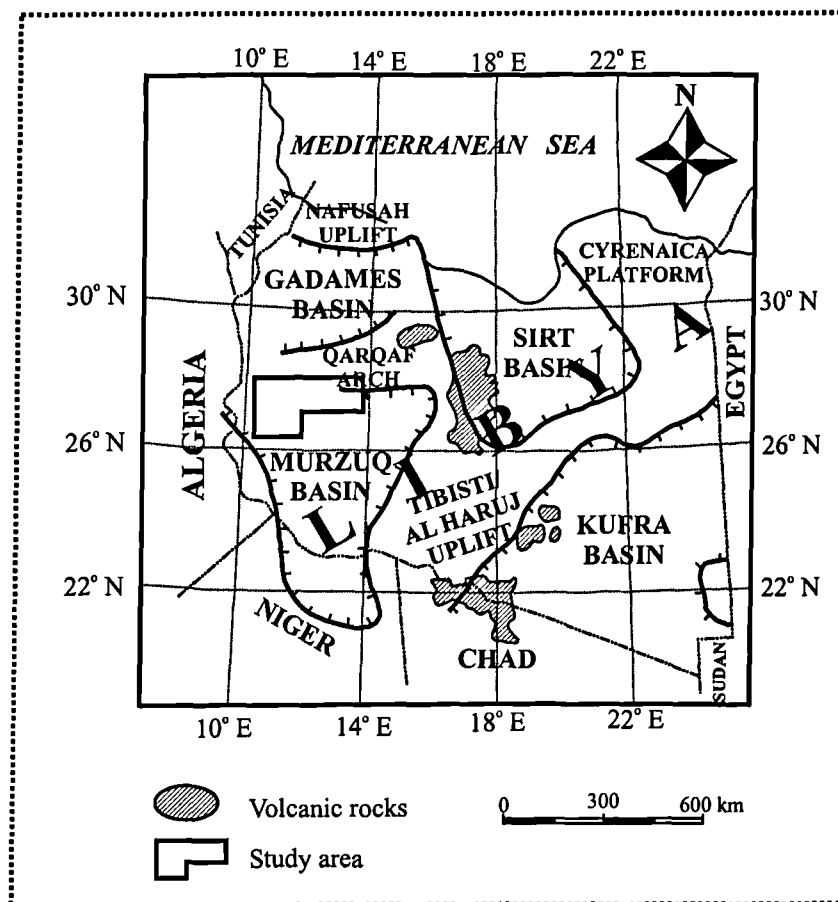 10° E 14° E 18° E 22° E
N
MEDITERRANEAN SEA
TUNISIA
NAFUSAH
UPLIFT
CYRENAICA
PLATFORM
GADAMES
BASIN
30° N
30° N
SIRT
BASIN
QARQAF
ARCH
ALGERIA
EGYPT
LIBYA
26° N
26° N
MURZUQ
BASIN
TIBISTI
AL HARUJ
UPLIFT
KUFRA
BASIN
22° N
22° N
NIGER
CHAD
SUDAN
10° E 14° E 18° E 22° E
Volcanic rocks
0 300 600 km
Study area